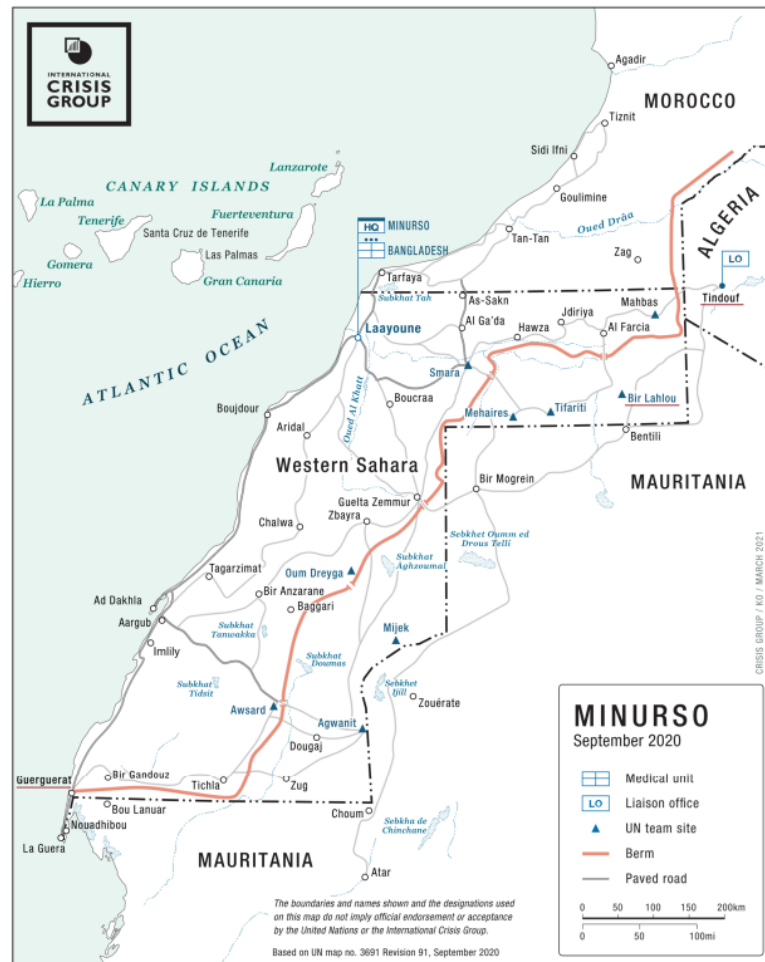 INTERNATIONAL
CRISIS
GROUP
Agadir
MOROCCO
Tiznit
Sidi Ifni
Lanzarote
CANARY ISLANDS
La Palma
Tenerife
Fuerteventura
Santa Cruz de Tenerife
Goulimine
HQ MINURSO
BANGLADESH
Oued Drâa
ALGERIA
Las Palmas
Gomera
Tan-Tan
Zag
LO
Hierro
Gran Canaria
Tarfaya
Subkhat Tah
As-Sakn
Mahbas
Tindouf
Jdiriya
Al Ga'da
Hawza
Al Farcia
Laayoune
ATLANTIC OCEAN
Smara
Bir Lahlou
Boucraa
Tifariti
Mehaires
Boujdour
Oued Al Khatt
Aridal
Bentili
Western Sahara
Bir Mogrein
MAURITANIA
Guelta Zemmur
Zbayra
Chalwa
Sebkhet Oumm ed
Drous Telli
Subkhat
Aghzoumal
Tagarzimat
Oum Dreyga
Bir Anzarane
Ad Dakhla
Baggari
Aargub
Subkhat
Tanwakka
Mijek
Imlily
Subkhat
Doumas
Subkhat
Tidsit
Sebkhet
Ijill
Zouérate
Awsard
Agwanit
Dougaj
Guerguerat
Bir Gandouz
Tichla
Zug
Bou Lanuar
Choum
Nouadhibou
La Guera
Sebkha de
Chinchane
MAURITANIA
Atar
The boundaries and names shown and the designations used
on this map do not imply official endorsement or acceptance
by the United Nations or the International Crisis Group.
Based on UN map no. 3691 Revision 91, September 2020
CRISIS GROUP / KO / MARCH 2021
MINURSO
September 2020
Medical unit
LO Liaison office
UN team site
Berm
Paved road
0 50 100 150 200km
0 50 100mi